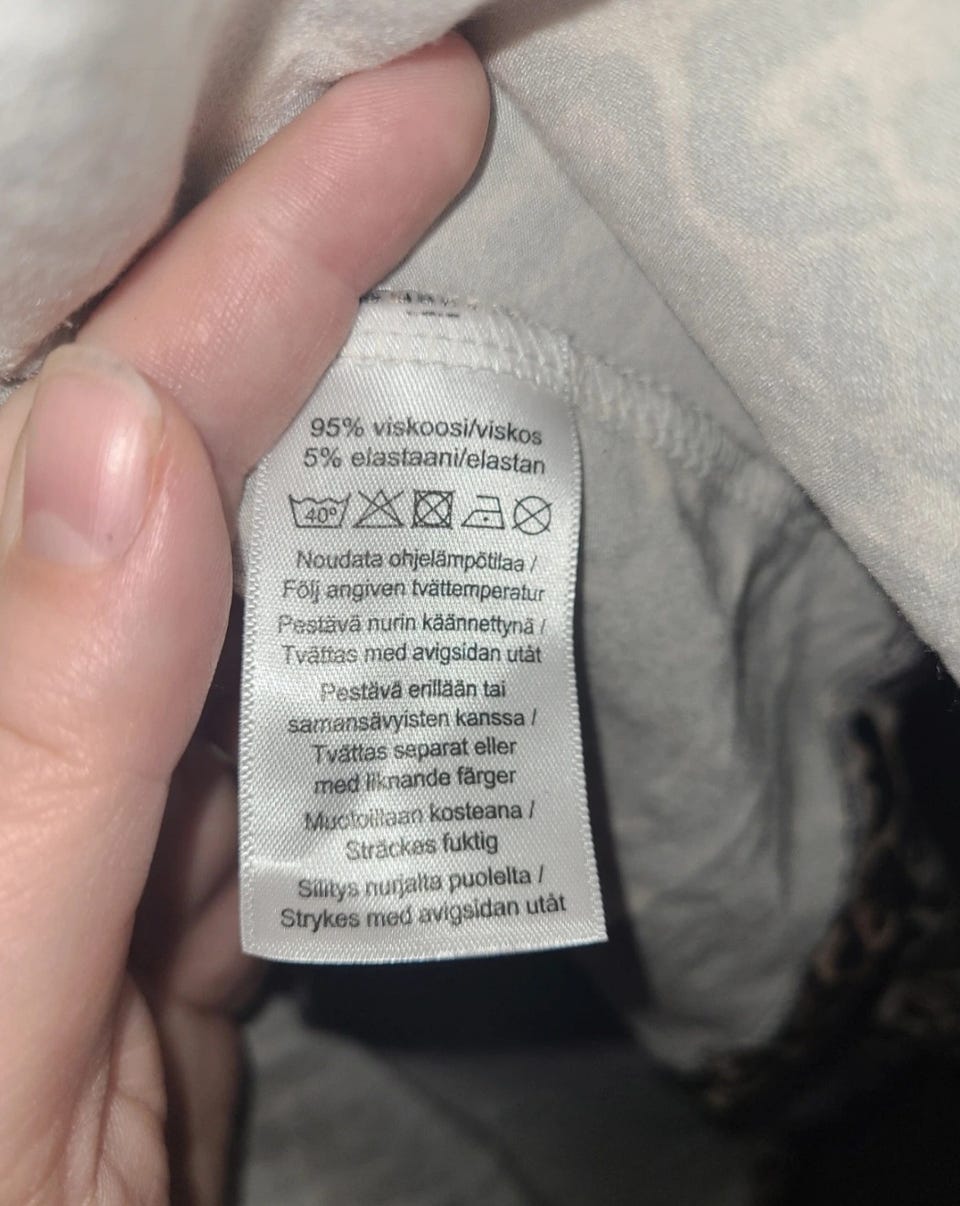 95% viskoosi/viskos
5% elastaani/elastan
40°
Noudata ohjelämpötilaa /
Följ angiven tvättemperatur
Pestävä nurin käännettynä /
Tvättas med avigsidan utåt
Pestävä erillään tai
samansävyisten kanssa /
Tvättas separat eller
med liknande färger
Muotoillaan kosteana /
Sträckes fuktig
Silitys nurjalta puolelta /
Strykes med avigsidan utåt